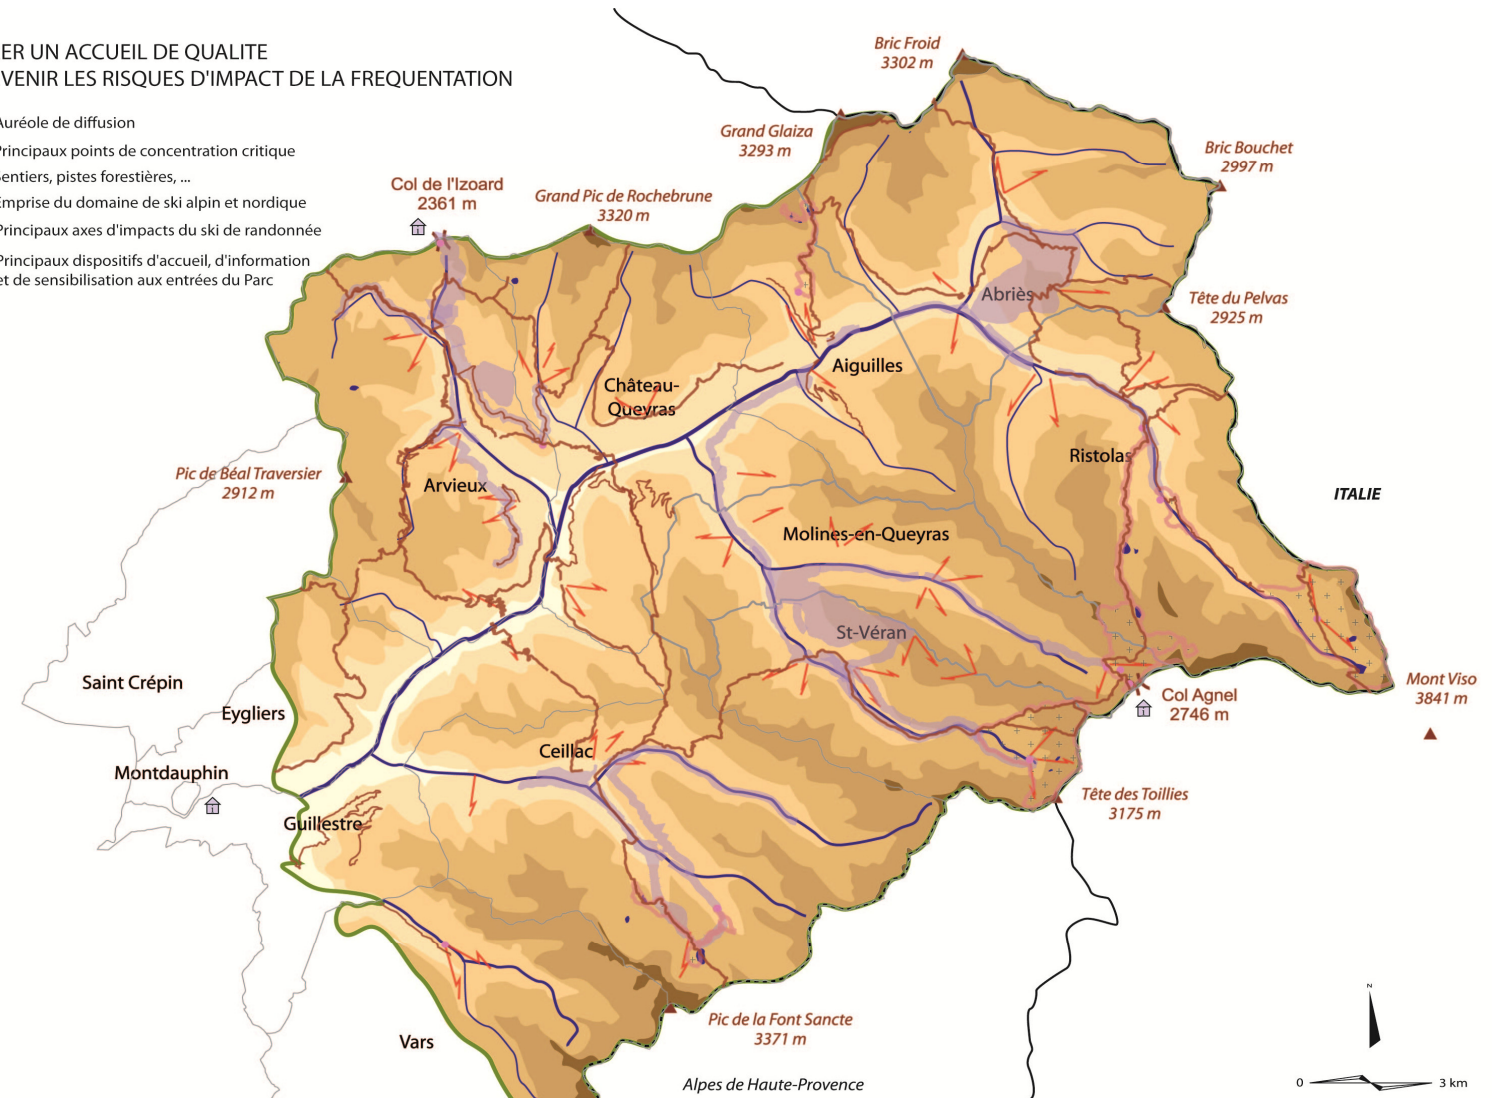 ER UN ACCUEIL DE QUALITE
VENIR LES RISQUES D'IMPACT DE LA FREQUENTATION
Auréole de diffusion
Principaux points de concentration critique
Sentiers, pistes forestières, ...
Emprise du domaine de ski alpin et nordique
Principaux axes d'impacts du ski de randonnée
Principaux dispositifs d'accueil, d'information
et de sensibilisation aux entrées du Parc
Bric Froid
3302 m
Grand Glaiza
3293 m
Bric Bouchet
2997 m
Col de l'Izoard
2361 m
Grand Pic de Rochebrune
3320 m
Abriès
Tête du Pelvas
2925 m
Aiguilles
Château-
Queyras
Ristolas
Pic de Béal Traversier
2912 m
Arvieux
ITALIE
Molines-en-Queyras
St-Véran
Saint Crépin
Eygliers
Col Agnel
2746 m
Mont Viso
3841 m
Ceillac
Montdauphin
Guillestre
Tête des Toillies
3175 m
Pic de la Font Sancte
3371 m
Vars
Alpes de Haute-Provence
N
0 3 km